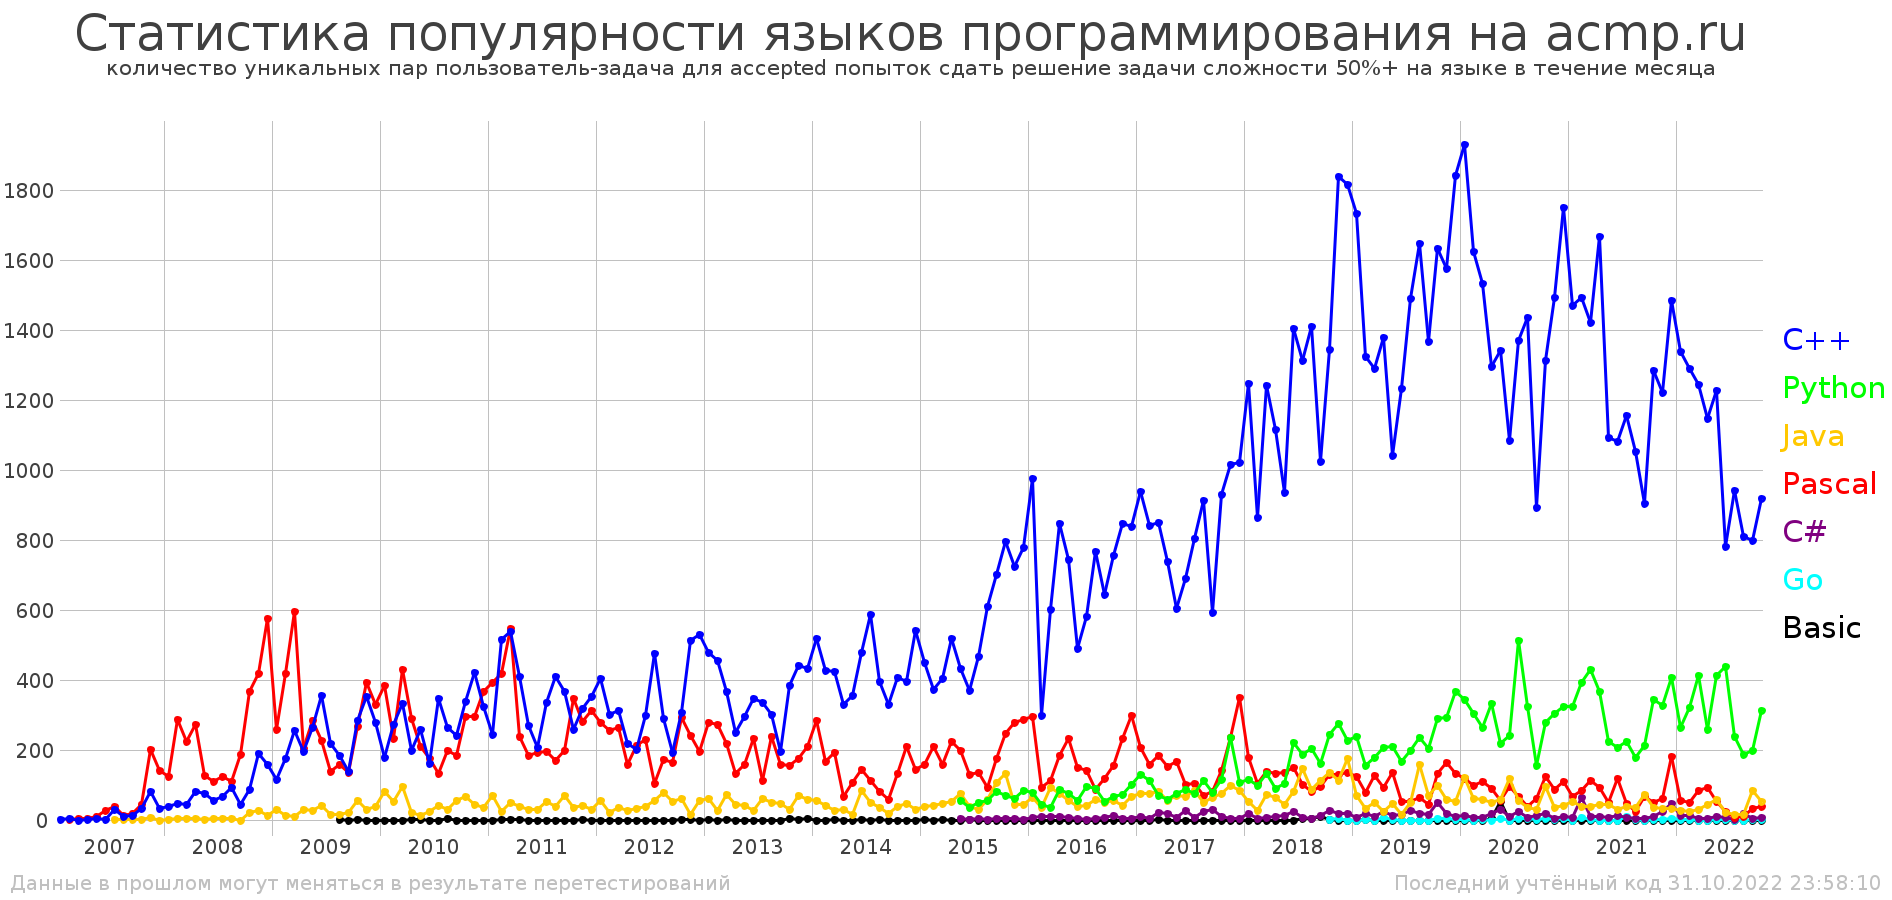 Статистика популярности языков программирования на acmp.ru
количество уникальных пар пользователь-задача для accepted попыток сдать решение задачи сложности 50%+ на языке в течение месяца
1800
1600
1400
1200
1000
800
600
400
200
0
C++
Python
Java
Pascal
C#
Go
Basic
2007 2008 2009 2010 2011 2012 2013 2014 2015 2016 2017 2018 2019 2020 2021 2022
Данные в прошлом могут меняться в результате перетестирований
Последний учтённый код 31.10.2022 23:58:10